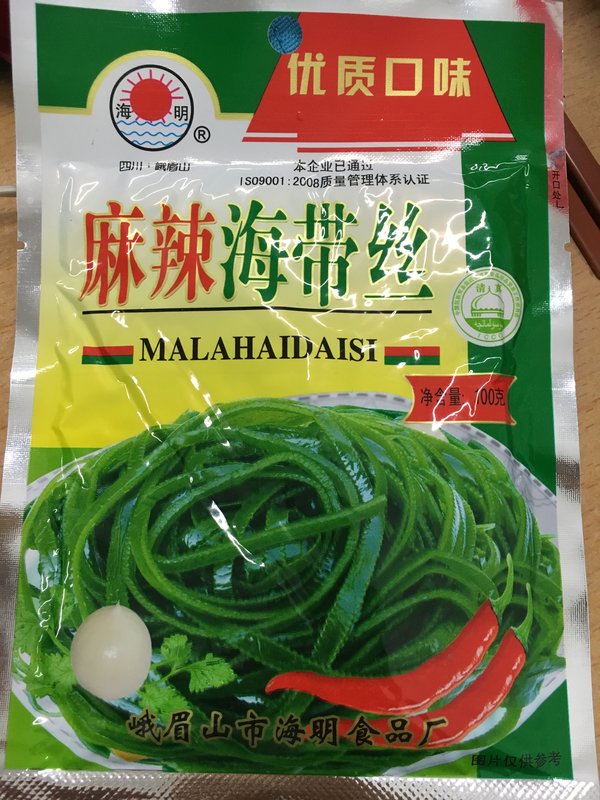 优质口味
海 明
®
四川·峨眉山
本企业已通过
ISO9001:2008质量管理体系认证
开口处
麻辣海带丝
清真
MALAHAIDAISI
净含量: 100克
峨眉山市海明食品厂
图片仅供参考